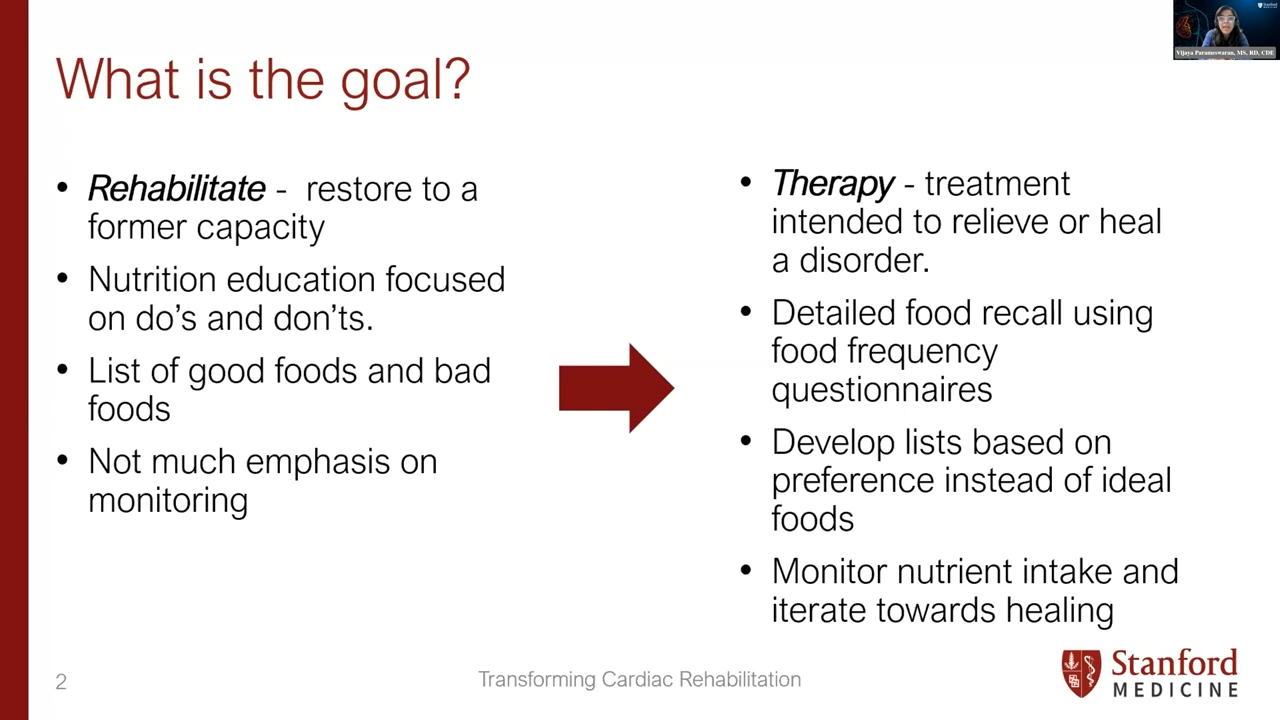 Stanford
Vijaya Parameswaran, MS, RD, CDE
What is the goal?
• Rehabilitate - restore to a
former capacity
• Nutrition education focused
on do’s and don’ts.
• List of good foods and bad
foods
• Not much emphasis on
monitoring
• Therapy - treatment
intended to relieve or heal
a disorder.
• Detailed food recall using
food frequency
questionnaires
• Develop lists based on
preference instead of ideal
foods
• Monitor nutrient intake and
iterate towards healing
2
Transforming Cardiac Rehabilitation
Stanford
MEDICINE